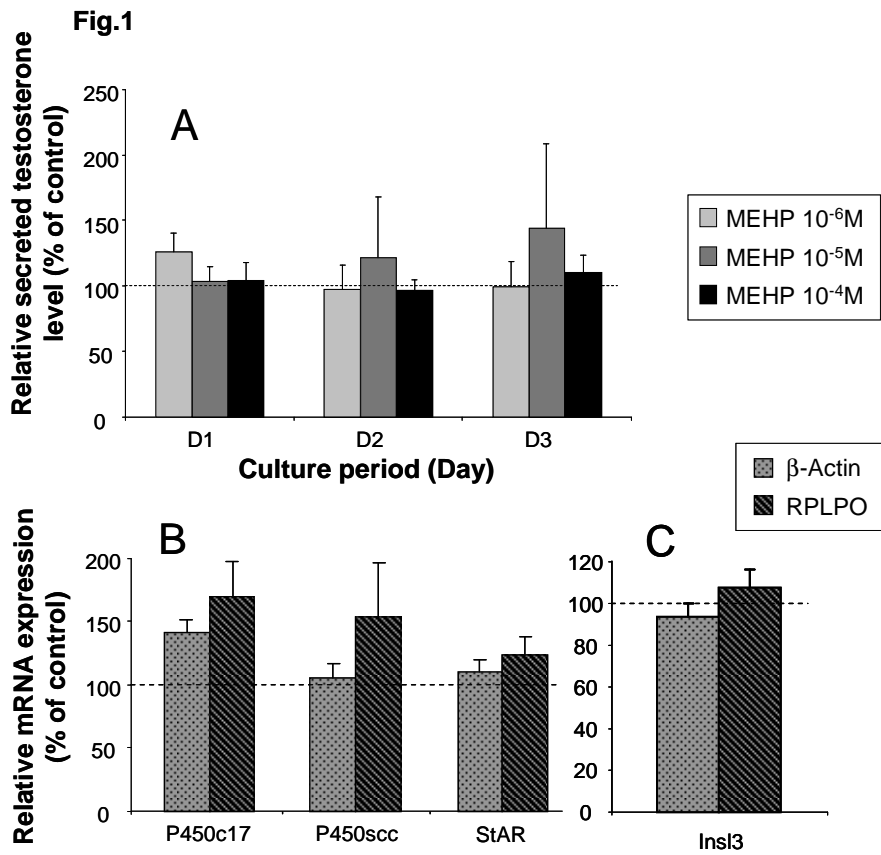 Fig.1
A
Relative secreted testosterone
level (% of control)
250
200
150
100
50
0
D1 D2 D3
Culture period (Day)
MEHP 10-6M
MEHP 10-5M
MEHP 10-4M
β-Actin
RPLPO
B
Relative mRNA expression
(% of control)
200
150
100
50
0
P450c17 P450scc StAR
C
120
100
80
60
40
20
0
Insl3